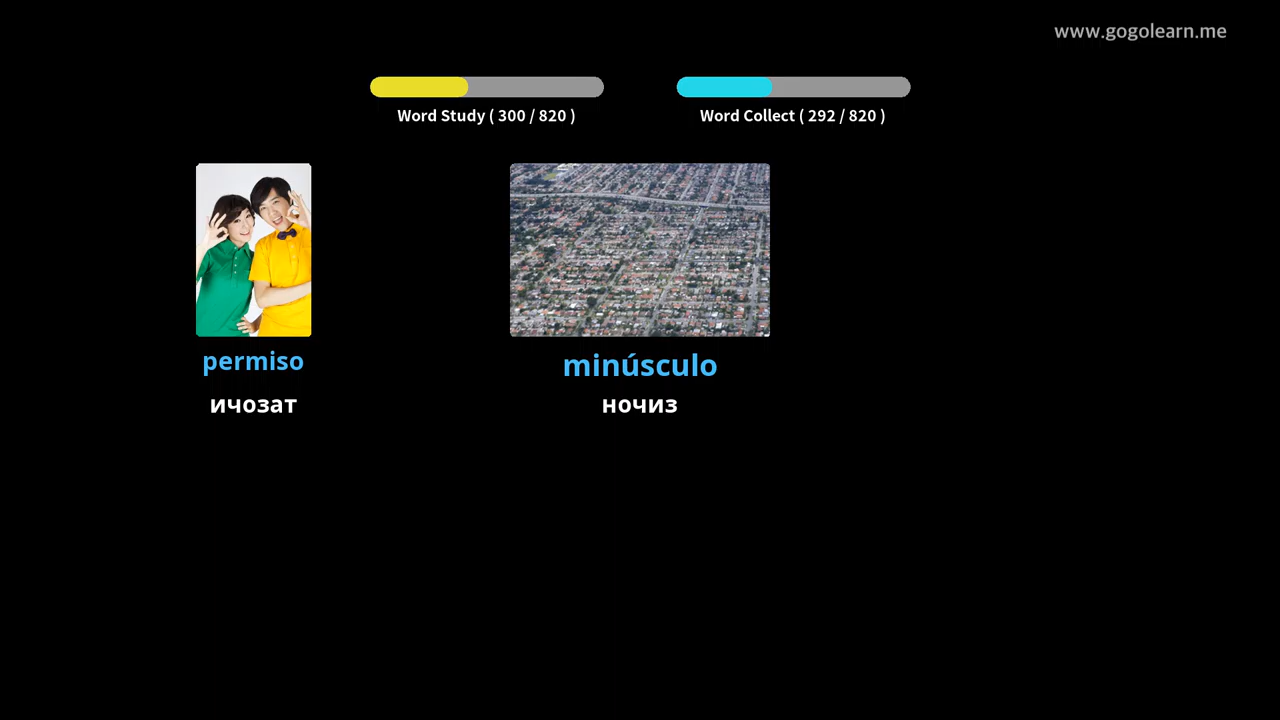 www.gogolearn.me
Word Study ( 300 / 820 )
Word Collect ( 292 / 820 )
permiso
ичозат
minúsculo
ночиз